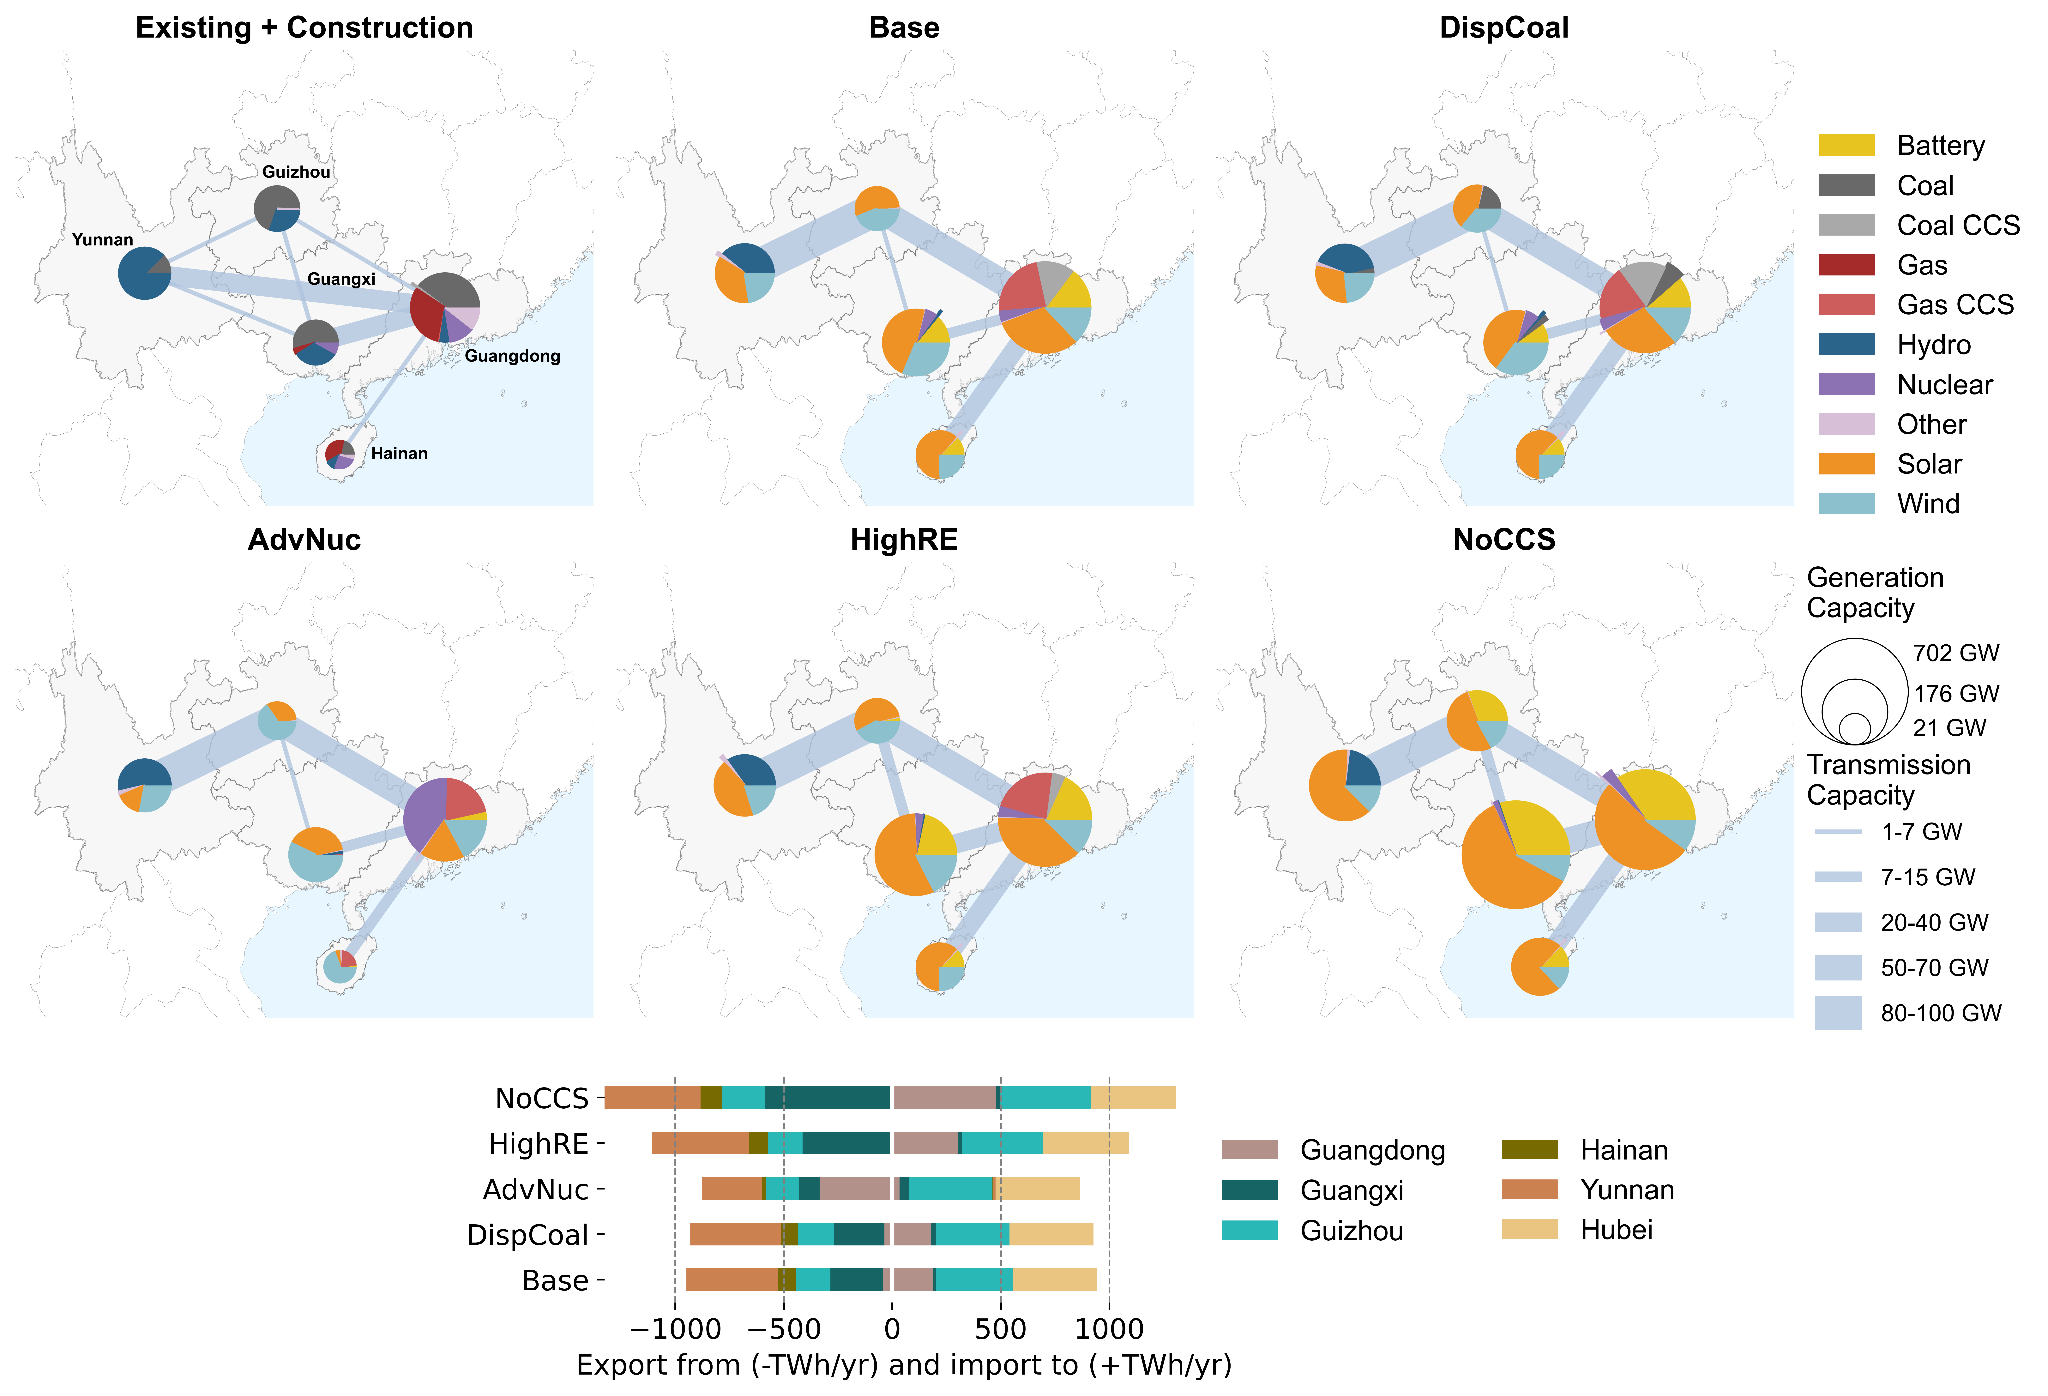 Existing + Construction
Base
DispCoal
Guizhou
Yunnan
Guangxi
Guangdong
Hainan
Battery
Coal
Coal CCS
Gas
Gas CCS
Hydro
Nuclear
Other
Solar
Wind
AdvNuc
HighRE
NoCCS
Generation
Capacity
702 GW
176 GW
21 GW
Transmission
Capacity
1-7 GW
7-15 GW
20-40 GW
50-70 GW
80-100 GW
NoCCS
HighRE
AdvNuc
DispCoal
Base
−1000 −500 0 500 1000
Export from (-TWh/yr) and import to (+TWh/yr)
Guangdong
Guangxi
Guizhou
Hainan
Yunnan
Hubei